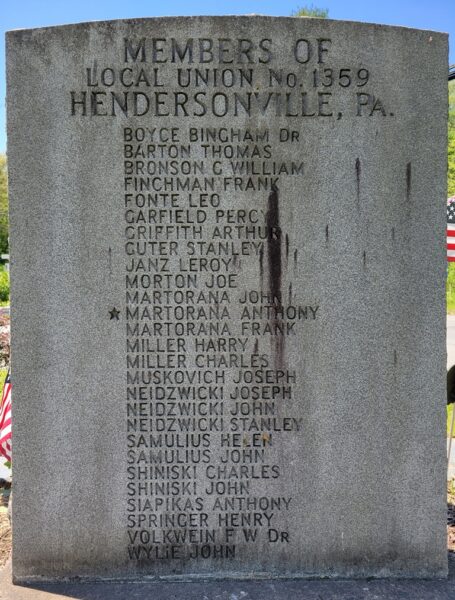 MEMBERS OF
LOCAL UNION No. 1359
HENDERSONVILLE, PA.
BOYCE BINGHAM DR
BARTON THOMAS
BRONSON G WILLIAM
FINCHMAN FRANK
FONTE LEO
GARFIELD PERCY
GRIFFITH ARTHUR
GUTER STANLEY
JANZ LEROY
MORTON JOE
MARTORANA JOHN
★ MARTORANA ANTHONY
MARTORANA FRANK
MILLER HARRY
MILLER CHARLES
MUSKOVICH JOSEPH
NEIDZWICKI JOSEPH
NEIDZWICKI JOHN
NEIDZWICKI STANLEY
SAMULIUS HELEN
SAMULIUS JOHN
SHINISKI CHARLES
SHINISKI JOHN
SIAPIKAS ANTHONY
SPRINGER HENRY
VOLKWEIN F W DR
WYLIE JOHN